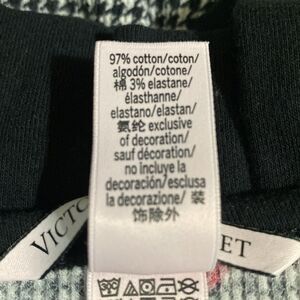 97% cotton/coton/
algodón/cotone/
棉 3% elastane/
élasthanne/
elastano/elastan/
氨纶 exclusive
of decoration/
sauf décoration/
no incluye la
decoración/esclusa
la decorazione/ 装
饰除外
VICTO
ET